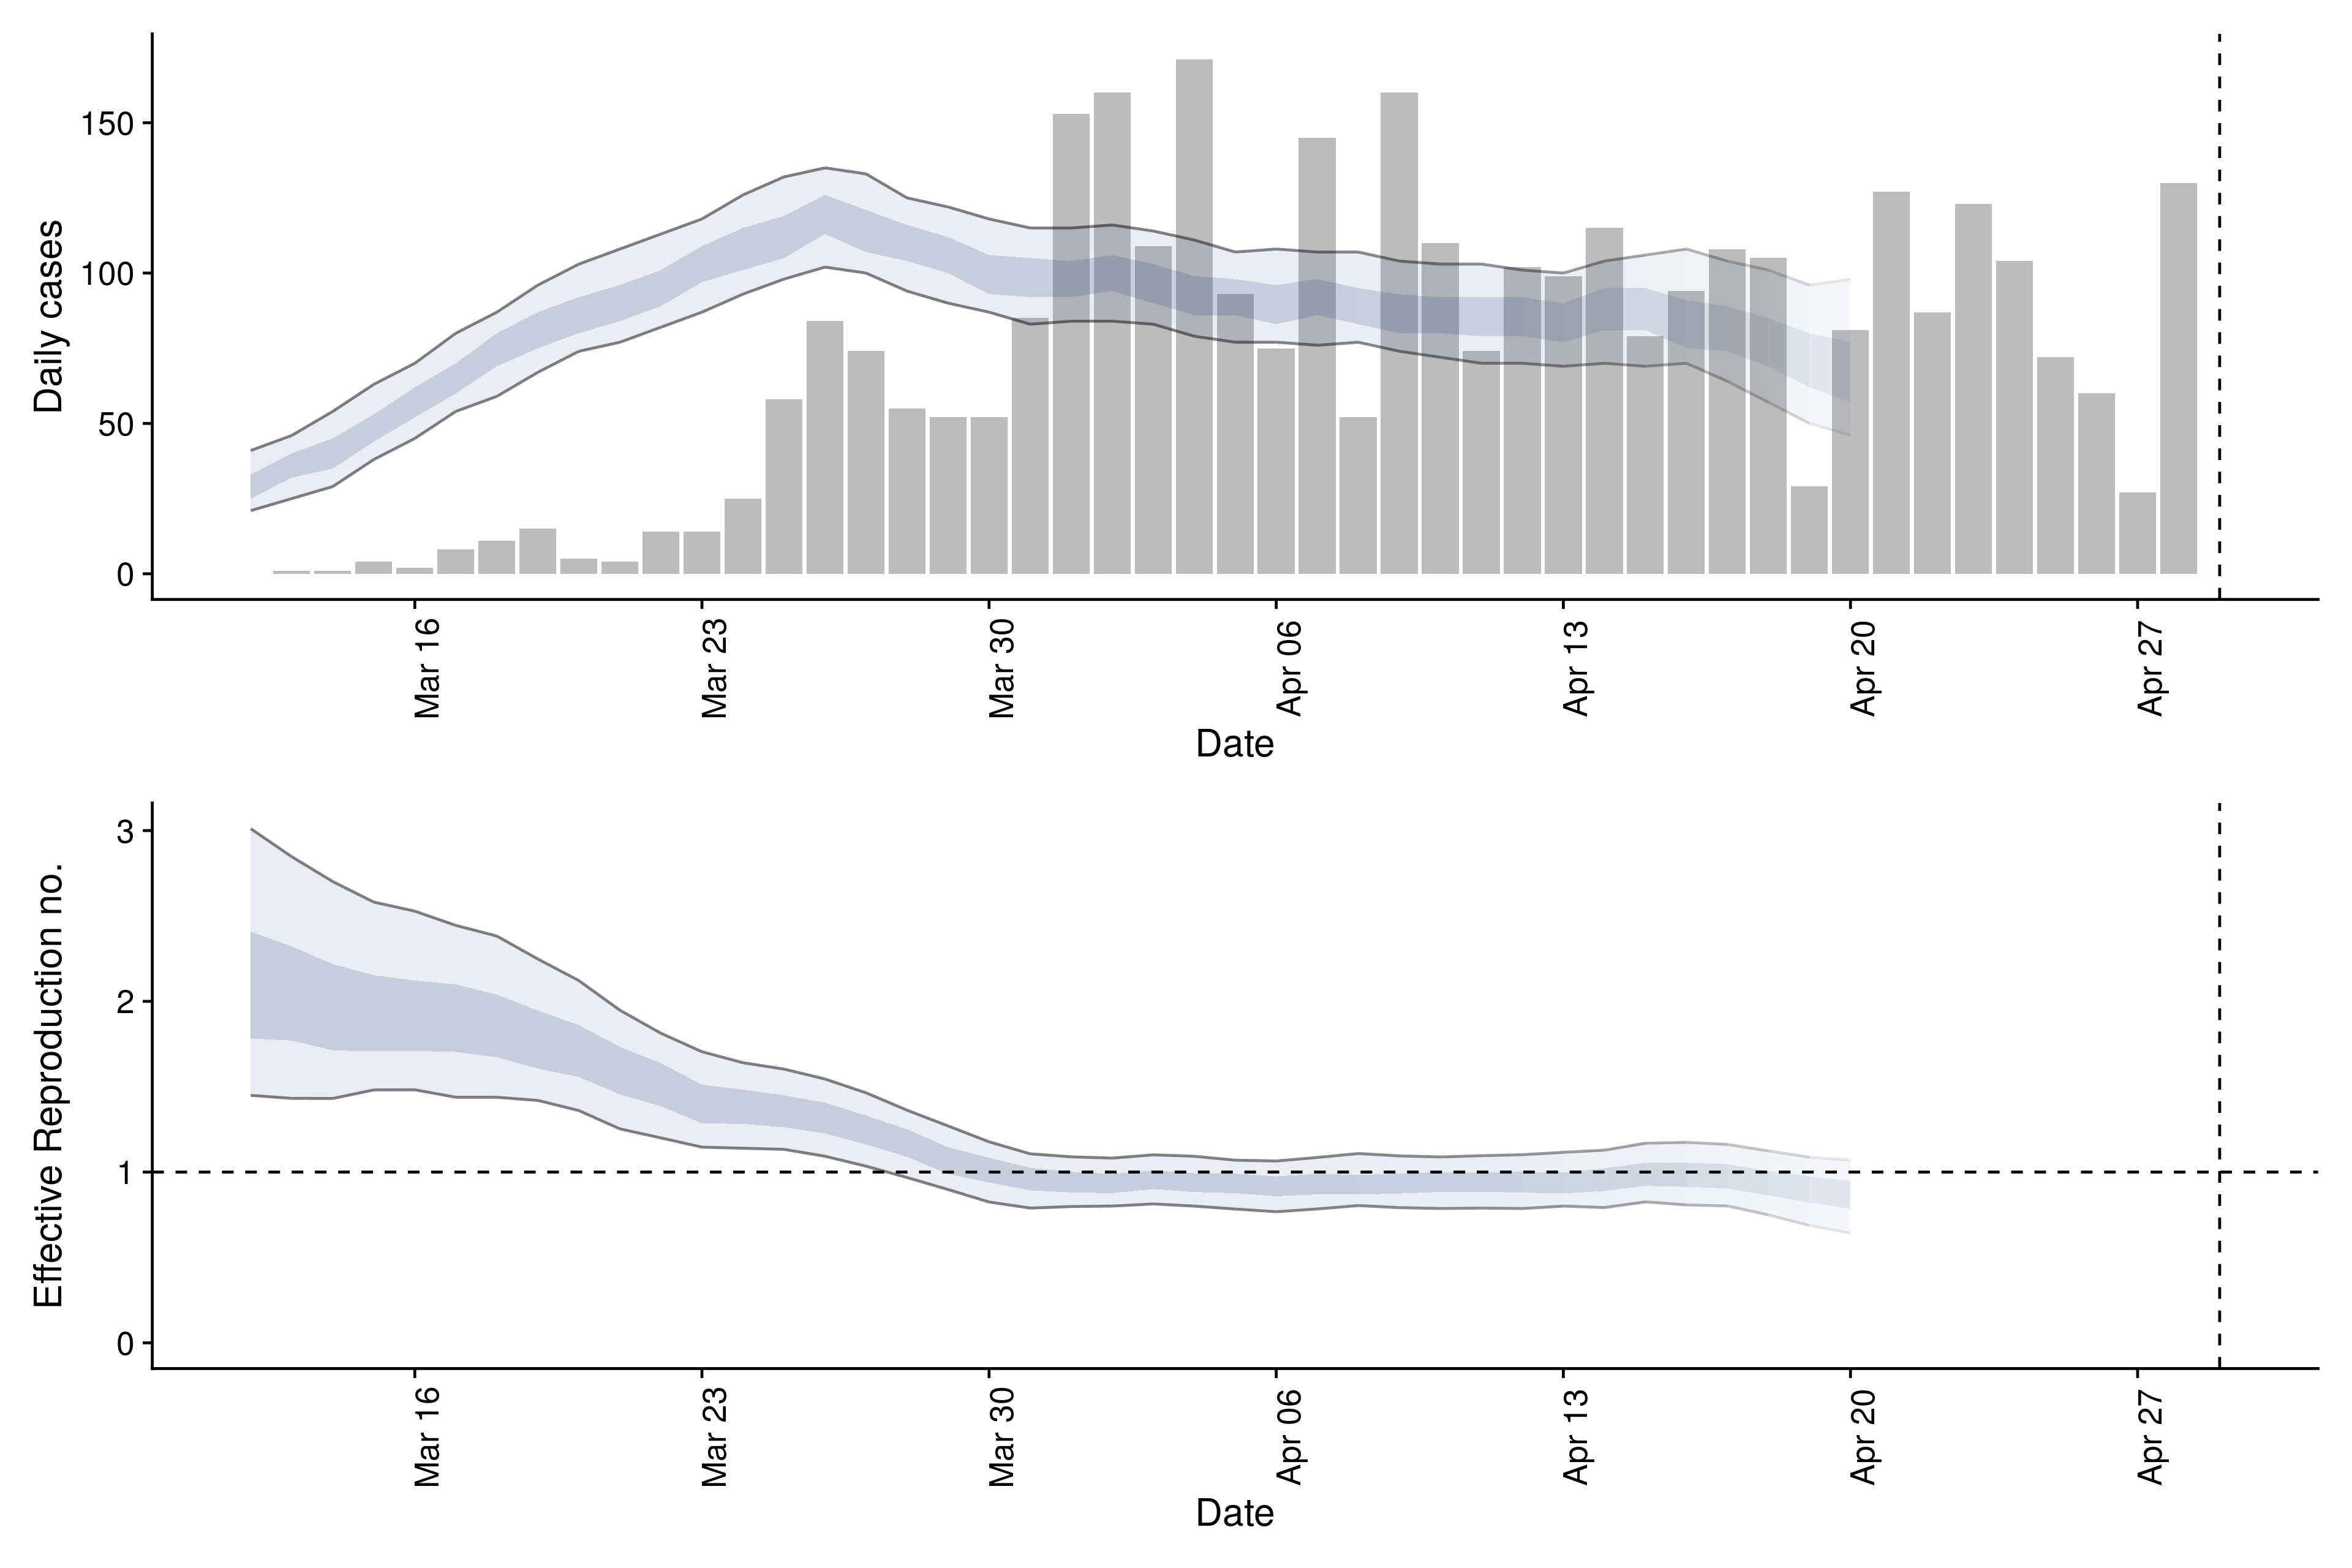 Daily cases
150
100
50
0
Mar 16
Mar 23
Mar 30
Apr 06
Apr 13
Apr 20
Apr 27
Date
Effective Reproduction no.
3
2
1
0
Mar 16
Mar 23
Mar 30
Apr 06
Apr 13
Apr 20
Apr 27
Date